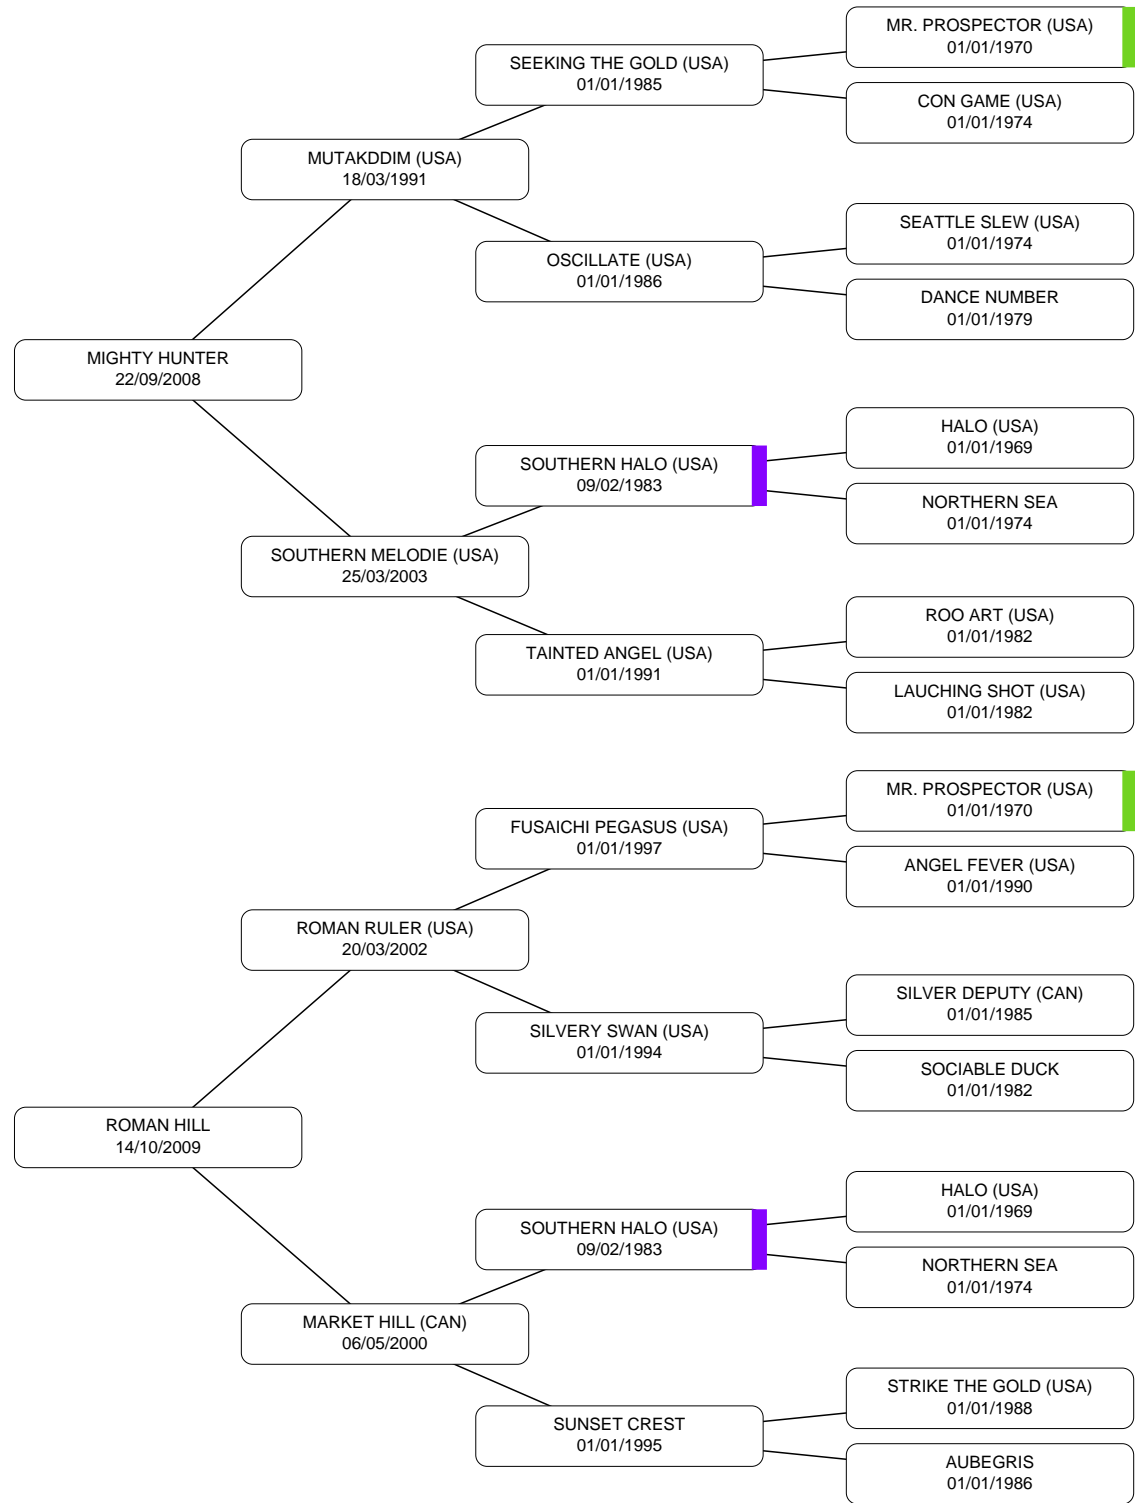 MR. PROSPECTOR (USA)
01/01/1970
SEEKING THE GOLD (USA)
01/01/1985
CON GAME (USA)
01/01/1974
MUTAKDDIM (USA)
18/03/1991
SEATTLE SLEW (USA)
01/01/1974
OSCILLATE (USA)
01/01/1986
DANCE NUMBER
01/01/1979
MIGHTY HUNTER
22/09/2008
HALO (USA)
01/01/1969
SOUTHERN HALO (USA)
09/02/1983
NORTHERN SEA
01/01/1974
SOUTHERN MELODIE (USA)
25/03/2003
ROO ART (USA)
01/01/1982
TAINTED ANGEL (USA)
01/01/1991
LAUCHING SHOT (USA)
01/01/1982
MR. PROSPECTOR (USA)
01/01/1970
FUSAICHI PEGASUS (USA)
01/01/1997
ANGEL FEVER (USA)
01/01/1990
ROMAN RULER (USA)
20/03/2002
SILVER DEPUTY (CAN)
01/01/1985
SILVERY SWAN (USA)
01/01/1994
SOCIABLE DUCK
01/01/1982
ROMAN HILL
14/10/2009
HALO (USA)
01/01/1969
SOUTHERN HALO (USA)
09/02/1983
NORTHERN SEA
01/01/1974
MARKET HILL (CAN)
06/05/2000
STRIKE THE GOLD (USA)
01/01/1988
SUNSET CREST
01/01/1995
AUBEGRIS
01/01/1986